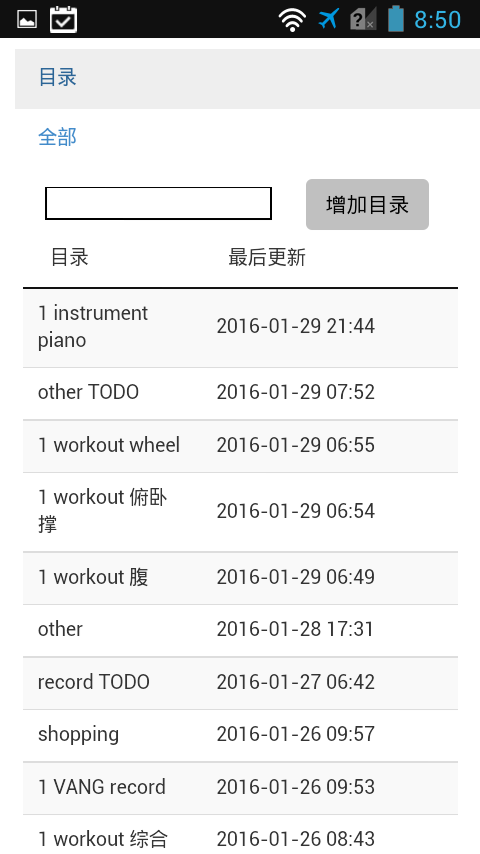 8:50
目录
全部
增加目录
目录 最后更新
1 instrument
piano
2016-01-29 21:44
other TODO 2016-01-29 07:52
1 workout wheel 2016-01-29 06:55
1 workout 俯卧
撑
2016-01-29 06:54
1 workout 腹 2016-01-29 06:49
other 2016-01-28 17:31
record TODO 2016-01-27 06:42
shopping 2016-01-26 09:57
1 VANG record 2016-01-26 09:53
1 workout 综合 2016-01-26 08:43